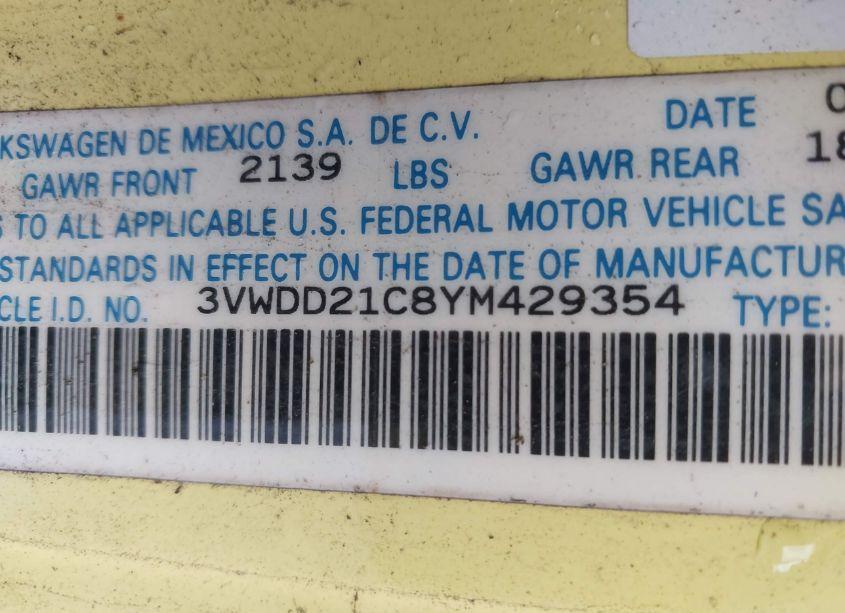 KSWAGEN DE MEXICO S.A. DE C.V. DATE
GAWR FRONT 2139 LBS GAWR REAR 18
S TO ALL APPLICABLE U.S. FEDERAL MOTOR VEHICLE SA
STANDARDS IN EFFECT ON THE DATE OF MANUFACTUR
CLE I.D. NO. 3VWDD21C8YM429354 TYPE: